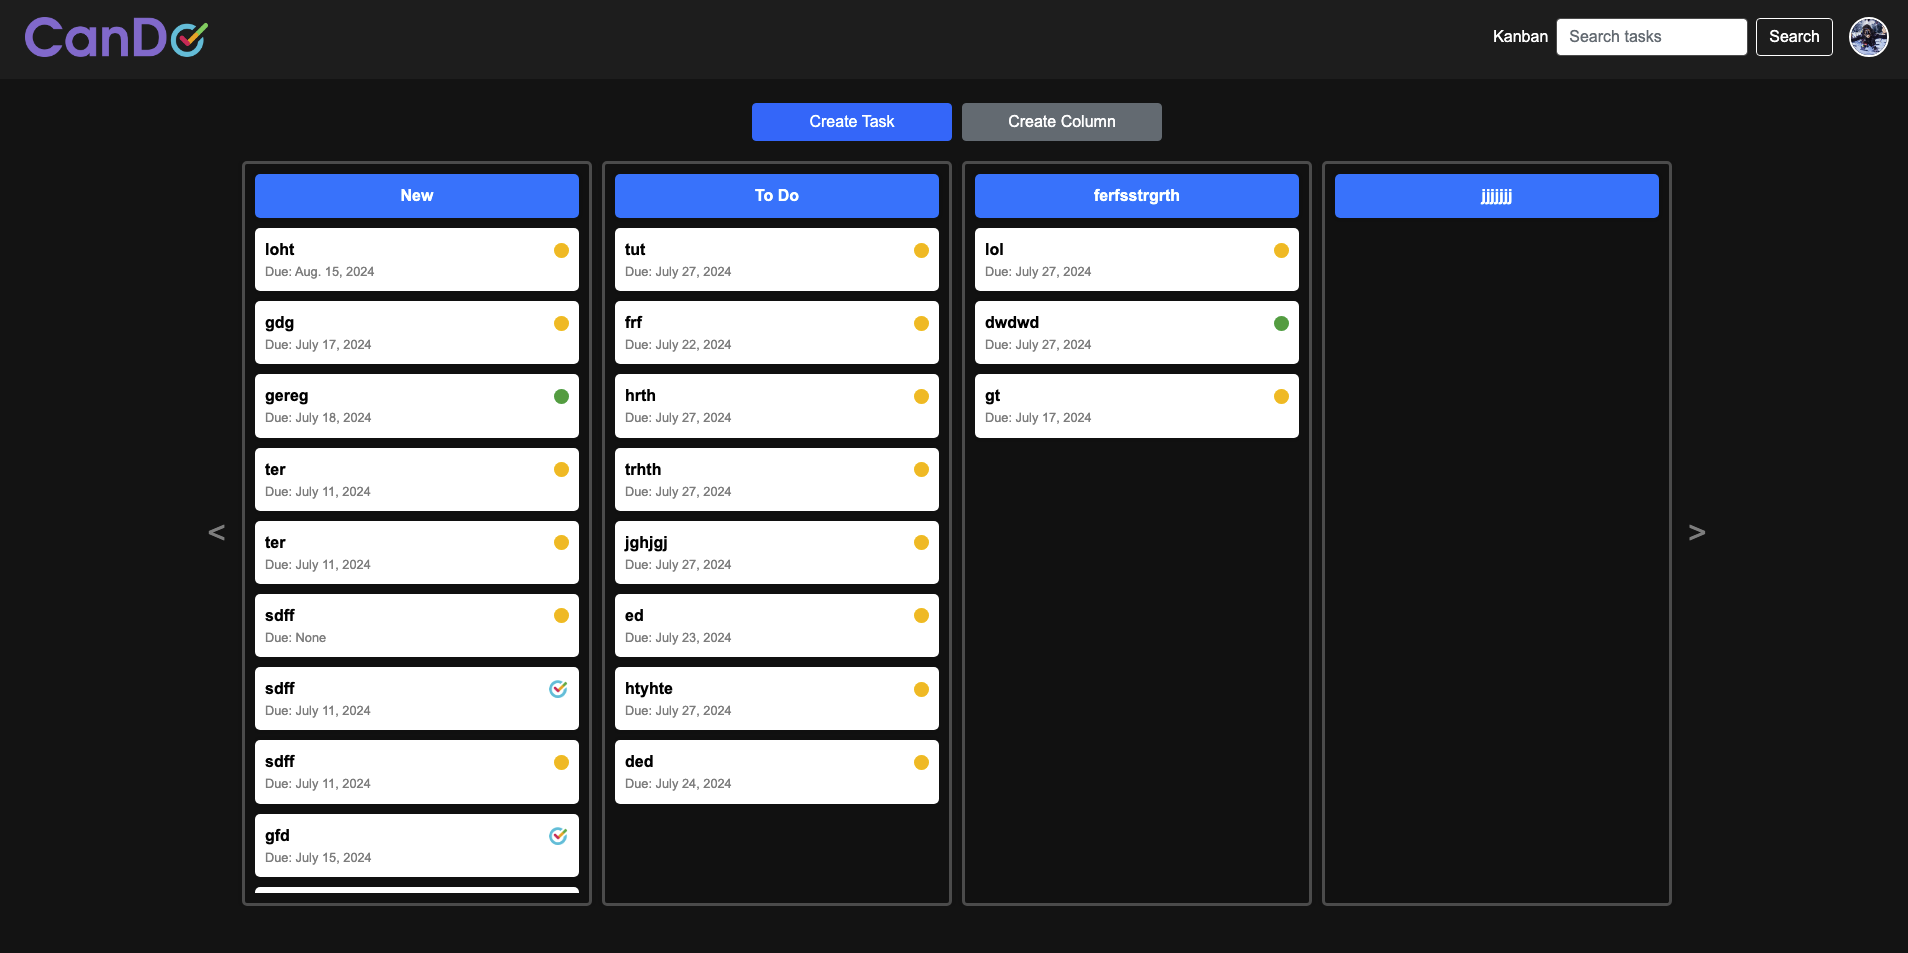 CanDo
Kanban
Search tasks
Search
Create Task
Create Column
New
loht
Due: Aug. 15, 2024
gdg
Due: July 17, 2024
gereg
Due: July 18, 2024
ter
Due: July 11, 2024
ter
Due: July 11, 2024
sdff
Due: None
sdff
Due: July 11, 2024
sdff
Due: July 11, 2024
gfd
Due: July 15, 2024
To Do
tut
Due: July 27, 2024
frf
Due: July 22, 2024
hrth
Due: July 27, 2024
trhth
Due: July 27, 2024
jghjgj
Due: July 27, 2024
ed
Due: July 23, 2024
htyhte
Due: July 27, 2024
ded
Due: July 24, 2024
ferfsstrgrth
lol
Due: July 27, 2024
dwdwd
Due: July 27, 2024
gt
Due: July 17, 2024
jjjjjjj
<
>